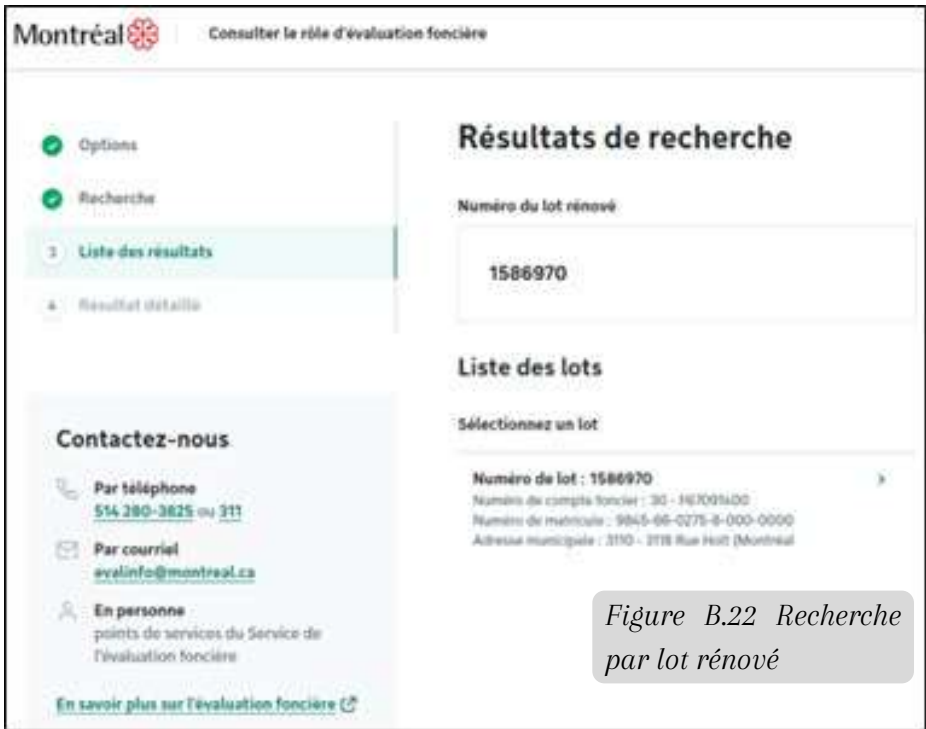 Montréal
Consulter le rôle d'évaluation foncière
Options
Recherche
3 Liste des résultats
4 Résultat détaillé
Contactez-nous
Par téléphone
514 280-3825 ou 311
Par courriel
evalinfo@montreal.ca
En personne
points de services du Service de
l'évaluation foncière
En savoir plus sur l'évaluation foncière
Résultats de recherche
Numéro du lot rénové
1586970
Liste des lots
Sélectionnez un lot
Numéro de lot : 1586970
Numéro de compte foncier : 30 -
Numéro de matricule : 9845-66-0275-8-000-0000
Adresse municipale : 3110 - 3118 Rue Holt (Montréal
Figure B.22 Recherche
par lot rénové